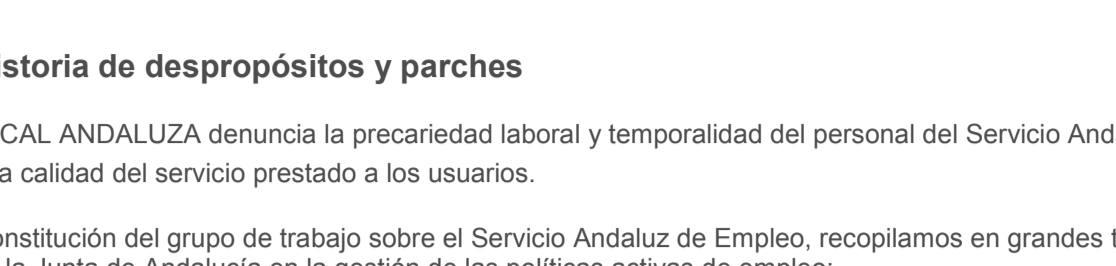 istoria de despropósitos y parches
CAL ANDALUZA denuncia la precariedad laboral y temporalidad del personal del Servicio And
a calidad del servicio prestado a los usuarios.
onstitución del grupo de trabajo sobre el Servicio Andaluz de Empleo, recopilamos en grandes t
la Junta de Andalucía en la gestión de las políticas activas de empleo: